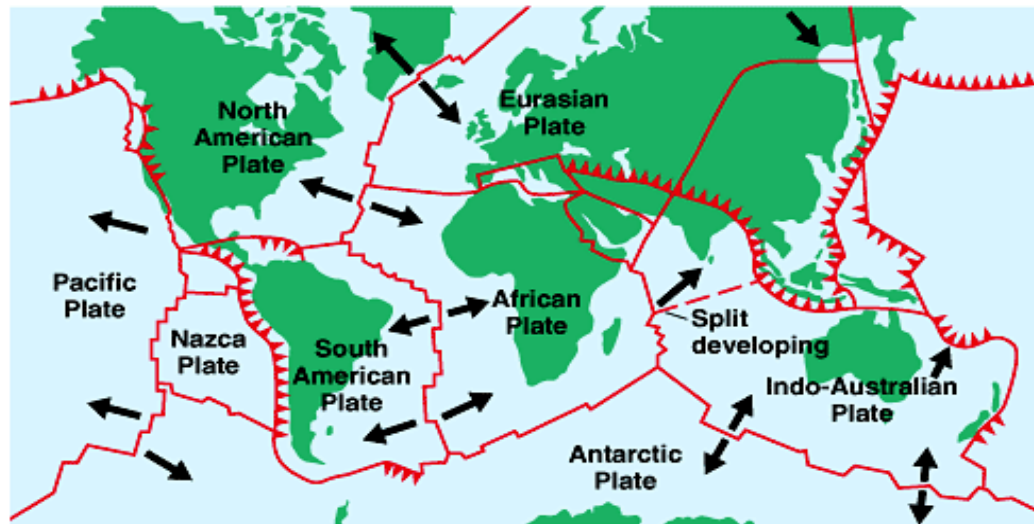 North
American
Plate
Eurasian
Plate
Pacific
Plate
Nazca
Plate
South
American
Plate
African
Plate
Split
developing
Indo-Australian
Plate
Antarctic
Plate